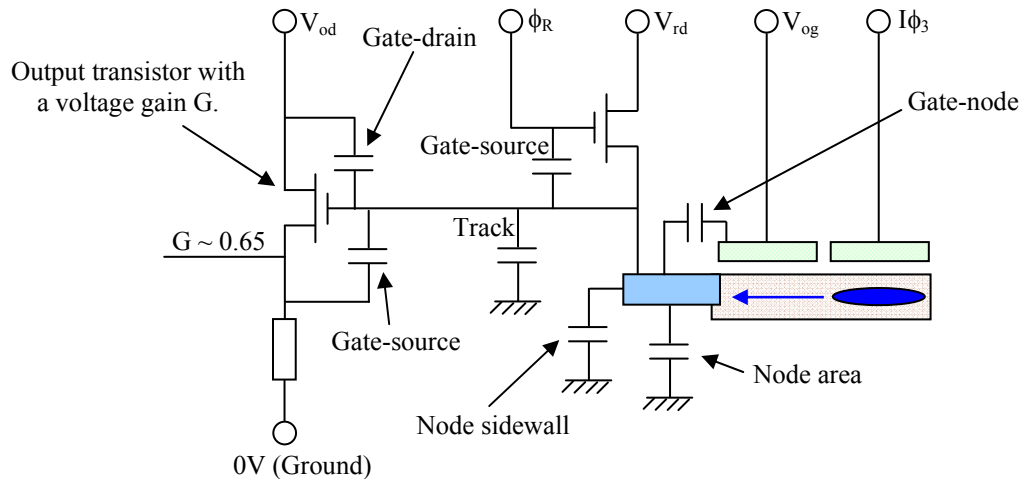 V_od
ϕ_R
V_rd
V_og
Iϕ_3
Gate-drain
Output transistor with
a voltage gain G.
Gate-node
Gate-source
Track
G ~ 0.65
Gate-source
Node area
Node sidewall
0V (Ground)